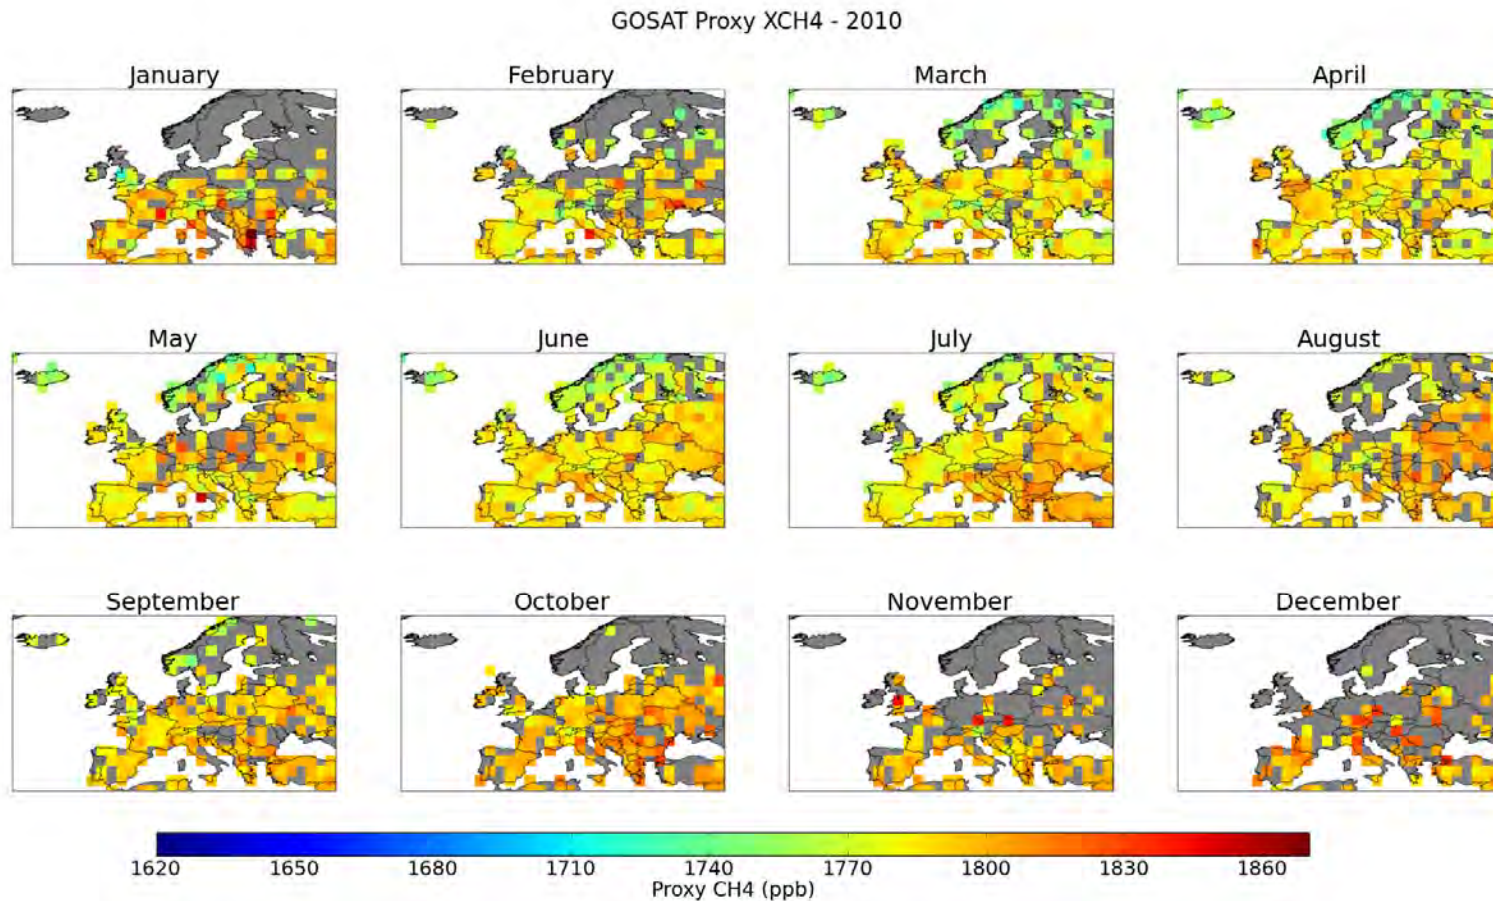 GOSAT Proxy XCH4 - 2010
January
February
March
April
May
June
July
August
September
October
November
December
1620 1650 1680 1710 1740 1770 1800 1830 1860
Proxy CH4 (ppb)